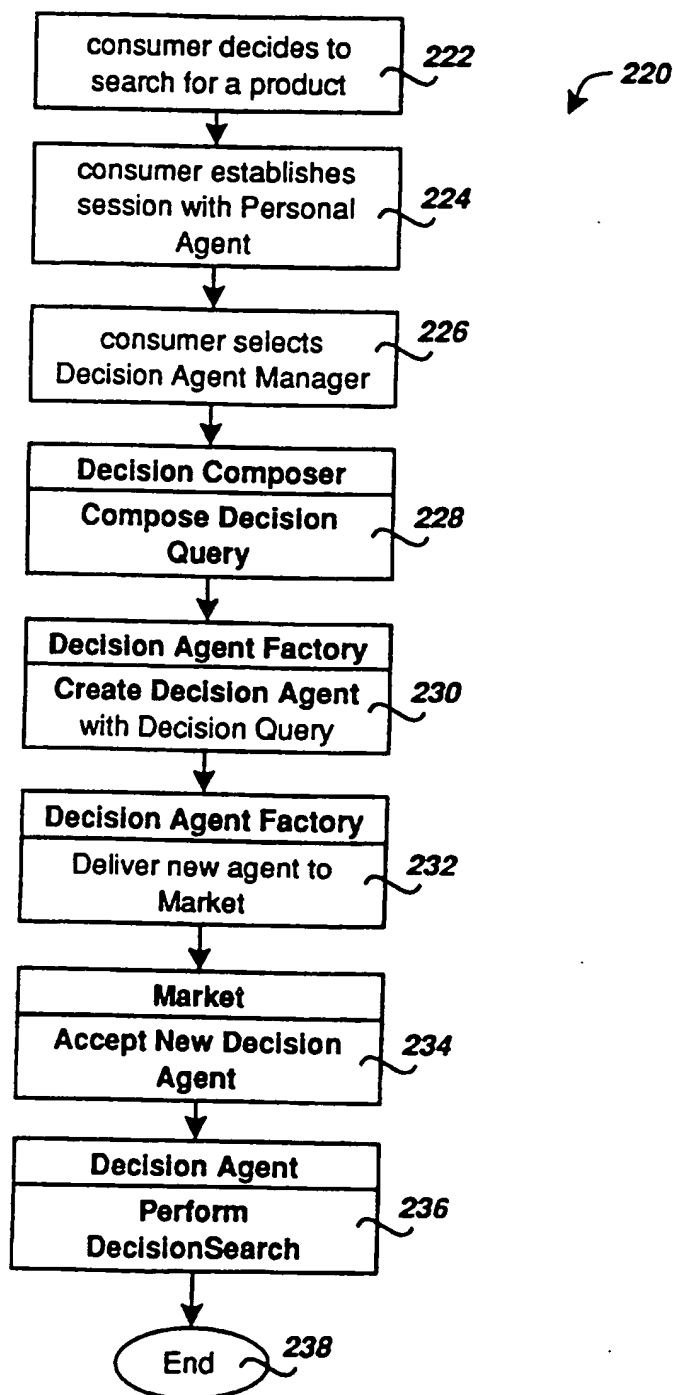 consumer decides to
search for a product
222
220
consumer establishes
session with Personal
Agent
224
consumer selects
Decision Agent Manager
226
Decision Composer
Compose Decision
Query
228
Decision Agent Factory
Create Decision Agent
with Decision Query
230
Decision Agent Factory
Deliver new agent to
Market
232
Market
Accept New Decision
Agent
234
Decision Agent
Perform
DecisionSearch
236
End
238